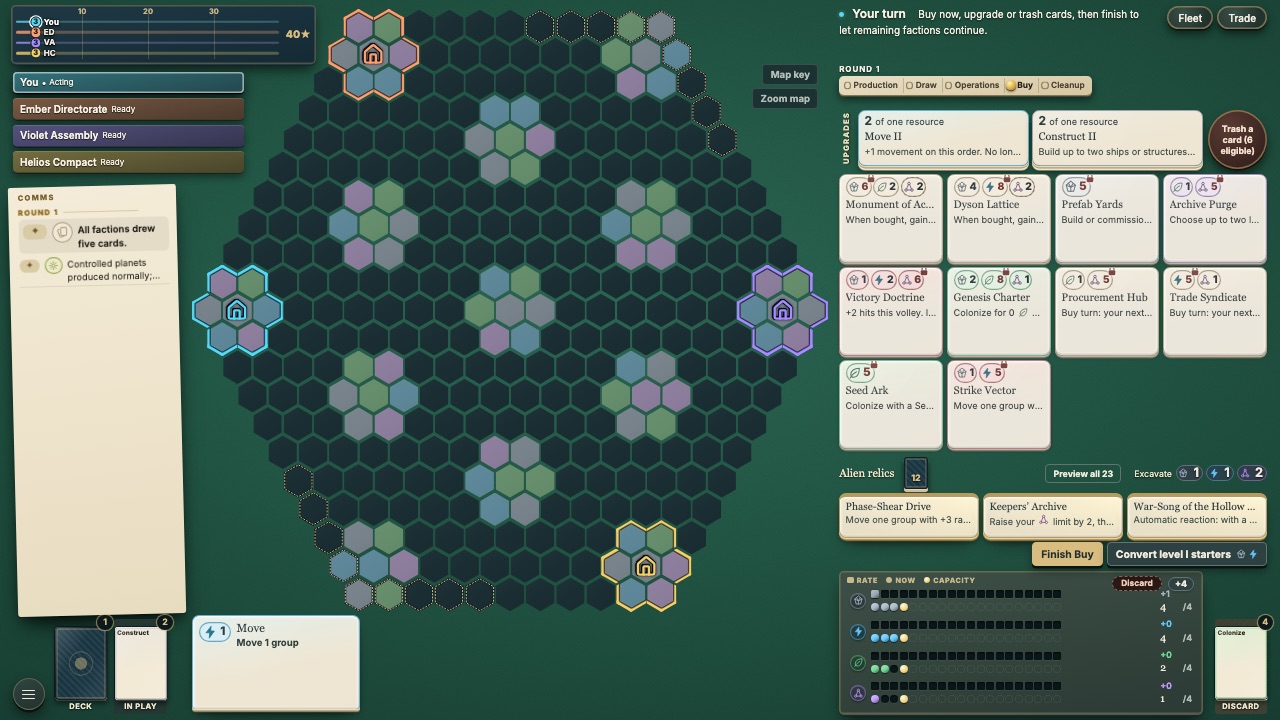 10 20 30
3 You
3 ED
3 VA
3 HC
40★
You • Acting
Ember Directorate Ready
Violet Assembly Ready
Helios Compact Ready
COMMS
ROUND 1
All factions drew
five cards.
Controlled planets
produced normally;...
Map key
Zoom map
Your turn Buy now, upgrade or trash cards, then finish to
let remaining factions continue.
Fleet
Trade
ROUND 1
Production Draw Operations Buy Cleanup
UPGRADES
2 of one resource
Move II
+1 movement on this order. No lon...
2 of one resource
Construct II
Build up to two ships or structures...
Trash a
card (6
eligible)
6 2 2
Monument of Ac...
When bought, gain...
4 8 2
Dyson Lattice
When bought, gain...
5
Prefab Yards
Build or commissio...
1 5
Archive Purge
Choose up to two l...
1 2 6
Victory Doctrine
+2 hits this volley. I...
2 8 1
Genesis Charter
Colonize for 0 ...
1 5
Procurement Hub
Buy turn: your next...
5 1
Trade Syndicate
Buy turn: your next...
5
Seed Ark
Colonize with a Se...
1 5
Strike Vector
Move one group w...
Alien relics
12
Preview all 23
Excavate 1 1 2
Phase-Shear Drive
Move one group with +3 ra...
Keepers' Archive
Raise your limit by 2, th...
War-Song of the Hollow ...
Automatic reaction: with a ...
Finish Buy
Convert level I starters
RATE NOW CAPACITY
Discard +4
+1
4 /4
+0
4 /4
+0
2 /4
+0
1 /4
1
DECK
2
Construct
IN PLAY
1 Move
Move 1 group
4
Colonize
DISCARD